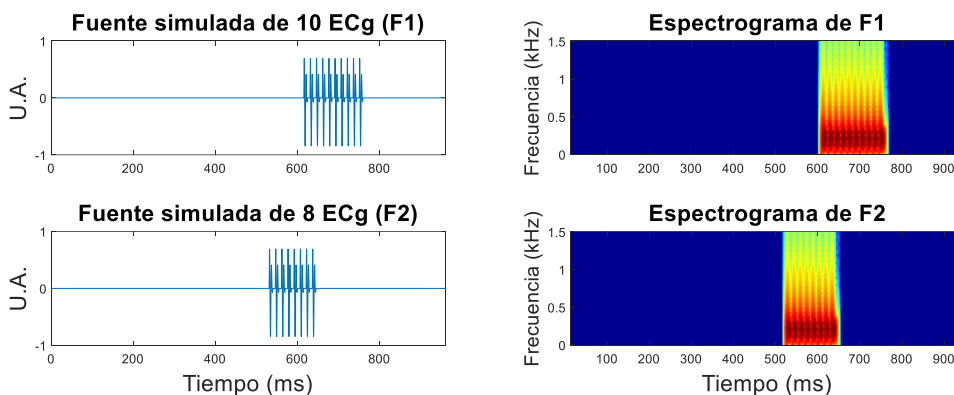 Fuente simulada de 10 ECg (F1)
U.A.
1
0
-1
0 200 400 600 800
Espectrograma de F1
Frecuencia (kHz)
1.5
1
0.5
0
100 200 300 400 500 600 700 800 900
Fuente simulada de 8 ECg (F2)
U.A.
1
0
-1
0 200 400 600 800
Tiempo (ms)
Espectrograma de F2
Frecuencia (kHz)
1.5
1
0.5
0
100 200 300 400 500 600 700 800 900
Tiempo (ms)